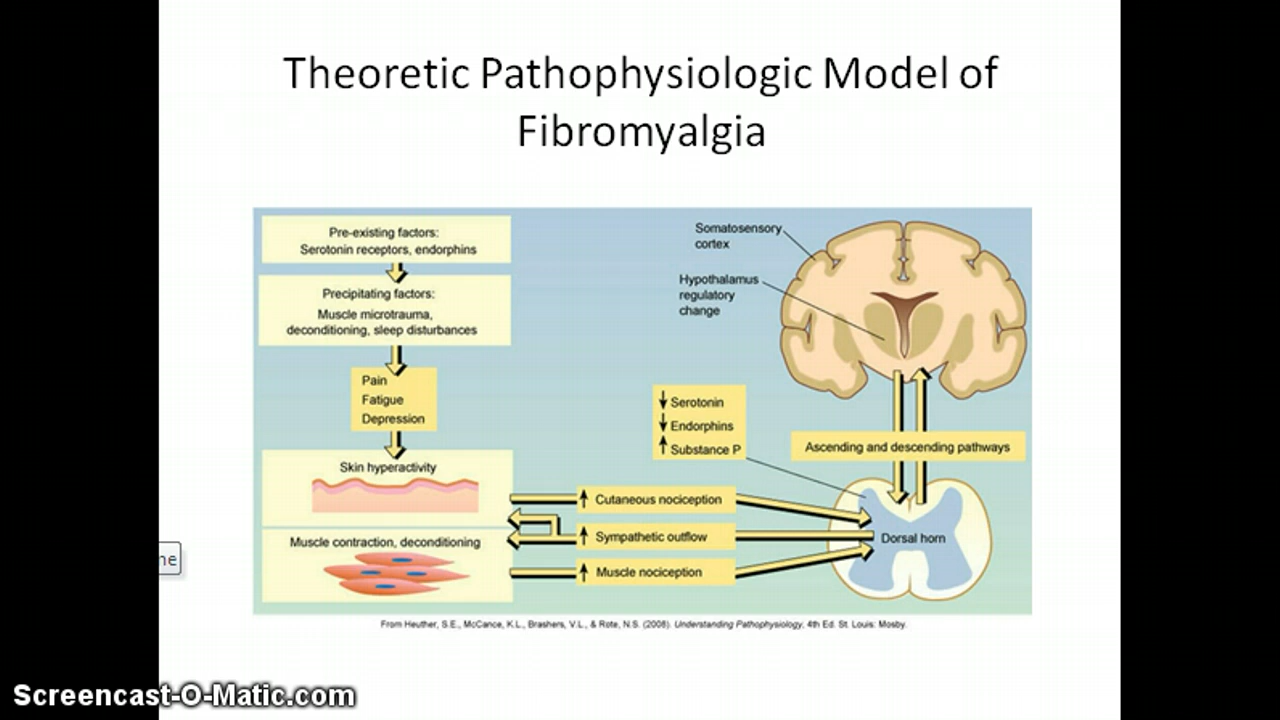 Theoretic Pathophysiologic Model of
Fibromyalgia
Pre-existing factors:
Serotonin receptors, endorphins
Precipitating factors:
Muscle microtrauma,
deconditioning, sleep disturbances
Pain
Fatigue
Depression
Skin hyperactivity
Muscle contraction, deconditioning
Somatosensory
cortex
Hypothalamus
regulatory
change
↓ Serotonin
↓ Endorphins
↑ Substance P
Ascending and descending pathways
↑ Cutaneous nociception
↑ Sympathetic outflow
↑ Muscle nociception
Dorsal horn
From Heuther, S.E., McCance, K.L., Brashers, V.L., & Rote, N.S. (2008). Understanding Pathophysiology, 4th Ed. St. Louis: Mosby.
ne
Screencast-O-Matic.com